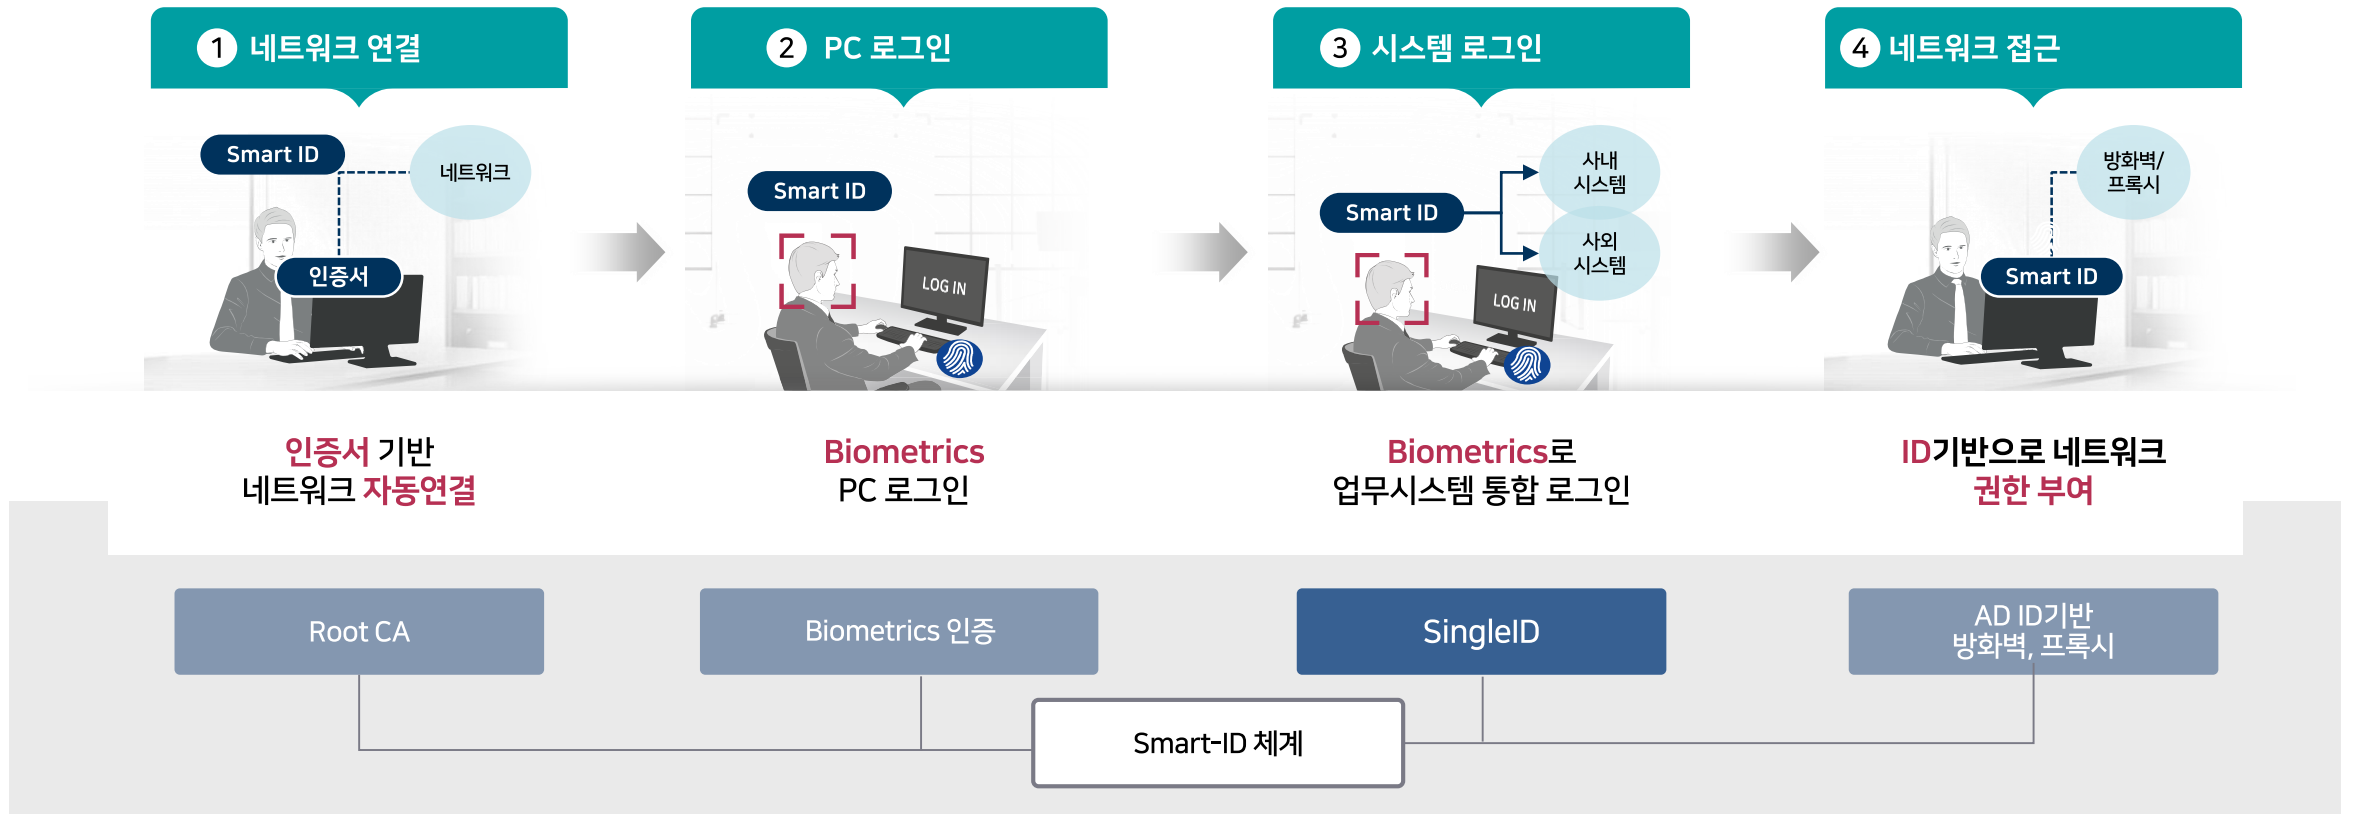 1 네트워크 연결
2 PC 로그인
3 시스템 로그인
4 네트워크 접근
Smart ID
네트워크
인증서
Smart ID
LOG IN
Smart ID
사내
시스템
사외
시스템
LOG IN
방화벽/
프록시
Smart ID
인증서 기반
네트워크 자동연결
Biometrics
PC 로그인
Biometrics로
업무시스템 통합 로그인
ID기반으로 네트워크
권한 부여
Root CA
Biometrics 인증
SingleID
AD ID기반
방화벽, 프록시
Smart-ID 체계